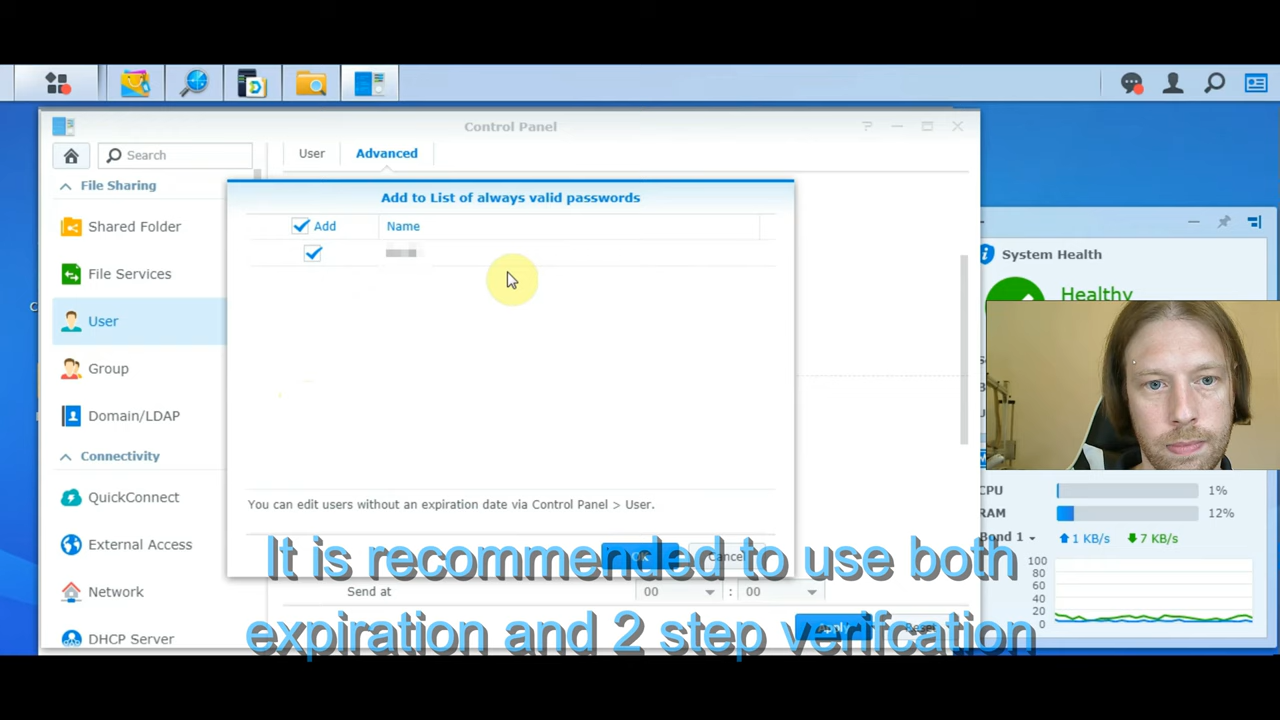 Control Panel
Search
User
Advanced
File Sharing
Shared Folder
File Services
User
Group
Domain/LDAP
Connectivity
QuickConnect
External Access
Network
DHCP Server
Add to List of always valid passwords
Add
Name
You can edit users without an expiration date via Control Panel > User.
OK
Cancel
Send at
00
:
00
Apply
Reset
It is recommended to use both
expiration and 2 step verifcation
System Health
Healthy
CPU
1%
RAM
12%
Bond 1
1 KB/s
7 KB/s
100
80
60
40
20
0